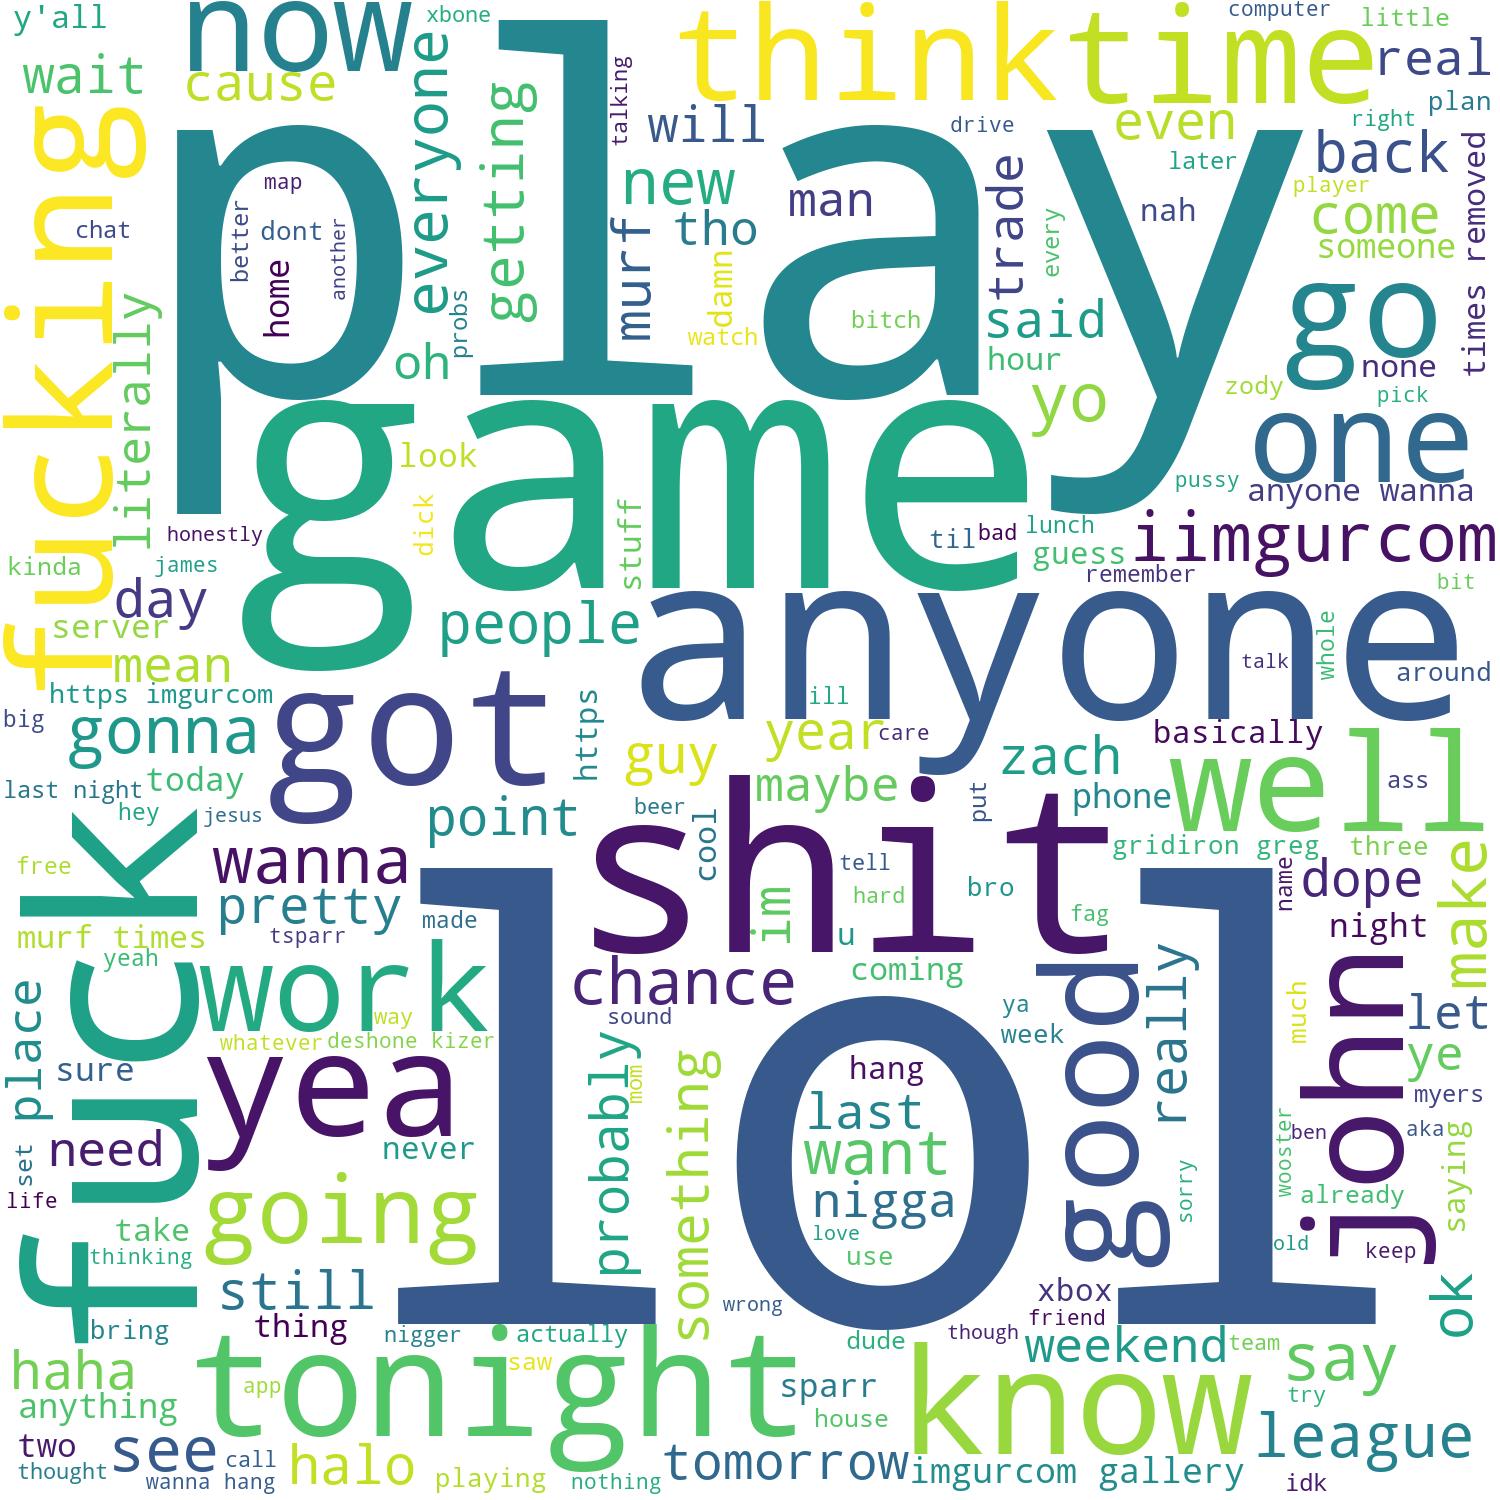 y'all
now
xbone
think
time
computer
little
wait
cause
everyone
talking
real
plan
fucking
play
getting
will
drive
even
right
back
later
times removed
map
new
man
trade
nah
player
come
someone
chat
better
dont
another
home
murf
tho
every
damn
watch
bitch
said
go
literally
probs
oh
hour
none
yo
zody
pick
game
look
one
pussy
anyone wanna
honestly
dick
stuff
til
bad
lunch
guess
iimgurcom
kinda
james
remember
bit
day
people
anyone
server
mean
talk
whole
around
https imgurcom
got
https
ill
big
gonna
year
care
basically
guy
zach
well
last night
today
maybe
phone
ass
hey
jesus
point
beer
cool
put
shit
gridiron greg
three
free
wanna
tell
name
dope
make
fuck
pretty
made
im
hard
bro
fag
night
murf times
tsparr
u
yeah
work
chance
coming
good
really
john
place
way
sound
ya
much
let
whatever
deshone kizer
week
sure
yea
probably
mom
something
hang
ye
last
myers
need
never
want
wooster
ben
aka
saying
set
life
lol
nigga
sorry
already
going
take
love
thinking
use
old
keep
still
wrong
xbox
ok
bring
thing
friend
nigger
actually
dude
though
weekend
team
say
haha
tonight
saw
know
app
sparr
try
anything
house
two
see
league
thought
call
wanna hang
halo
playing
nothing
tomorrow
imgurcom gallery
idk